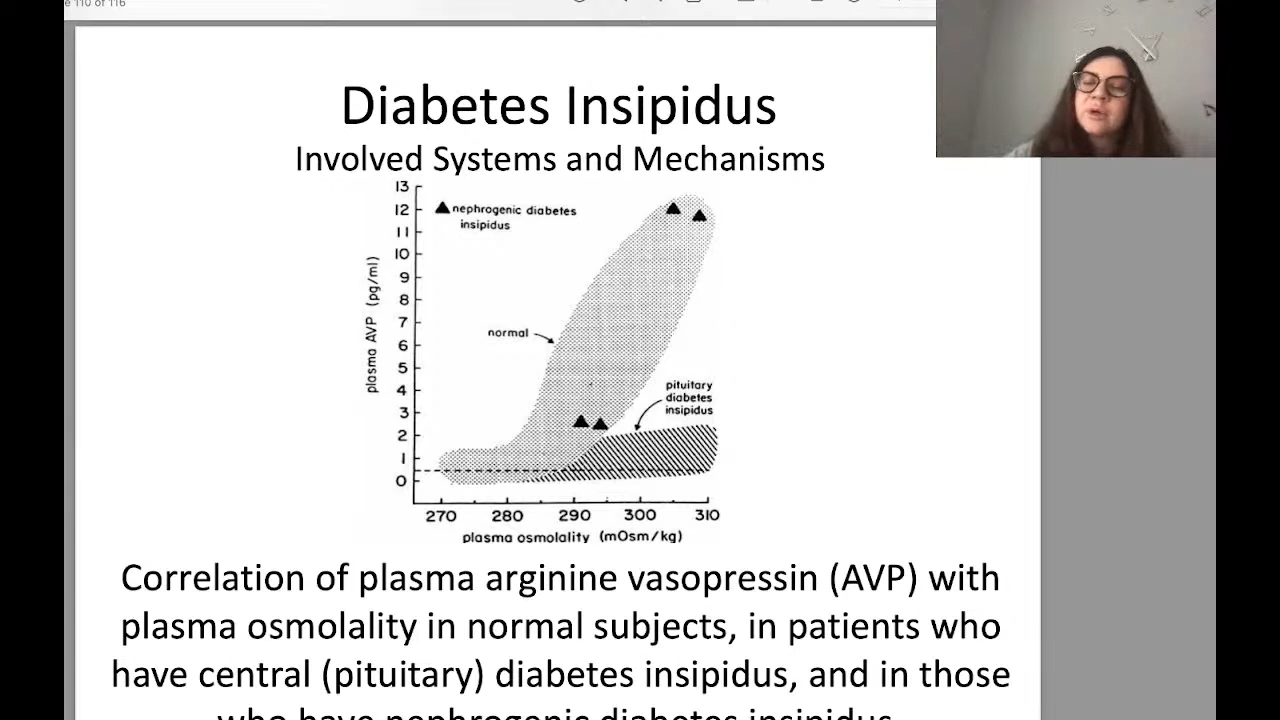 e 110 of 116
Diabetes Insipidus
Involved Systems and Mechanisms
13
12
11
10
9
8
7
6
5
4
3
2
1
0
plasma AVP (pg/ml)
nephrogenic diabetes
insipidus
normal
pituitary
diabetes
insipidus
270 280 290 300 310
plasma osmolality (mOsm/kg)
Correlation of plasma arginine vasopressin (AVP) with
plasma osmolality in normal subjects, in patients who
have central (pituitary) diabetes insipidus, and in those
who have nephrogenic diabetes insipidus